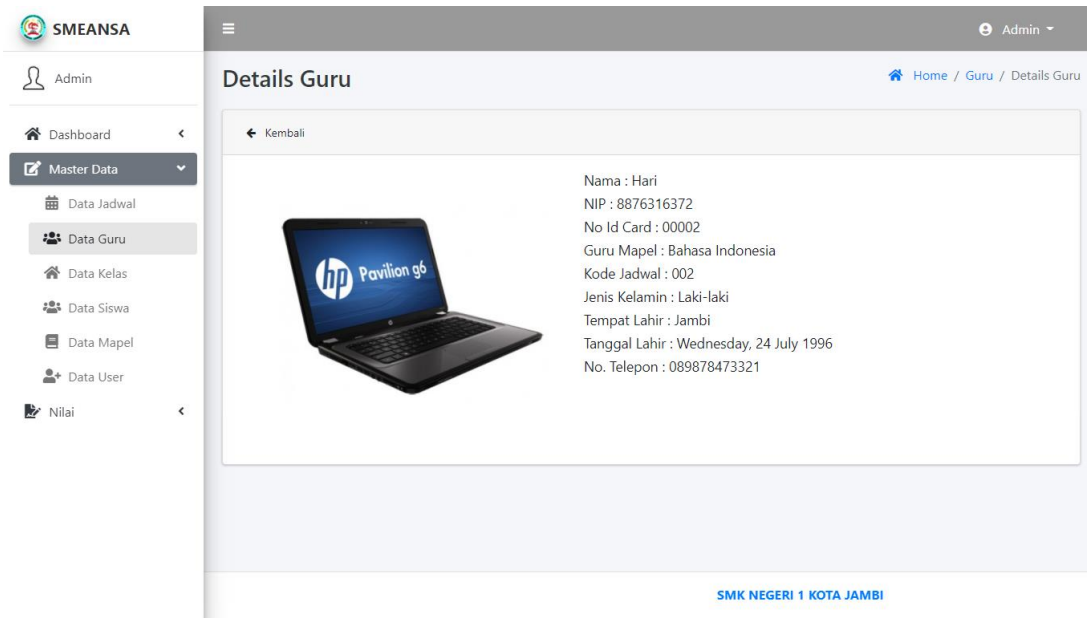 SMEANSA
Admin
Admin
Details Guru
Home / Guru / Details Guru
Dashboard
Master Data
Data Jadwal
Data Guru
Data Kelas
Data Siswa
Data Mapel
Data User
Nilai
Kembali
hp Pavilion g6
Nama : Hari
NIP : 8876316372
No Id Card : 00002
Guru Mapel : Bahasa Indonesia
Kode Jadwal : 002
Jenis Kelamin : Laki-laki
Tempat Lahir : Jambi
Tanggal Lahir : Wednesday, 24 July 1996
No. Telepon : 089878473321
SMK NEGERI 1 KOTA JAMBI